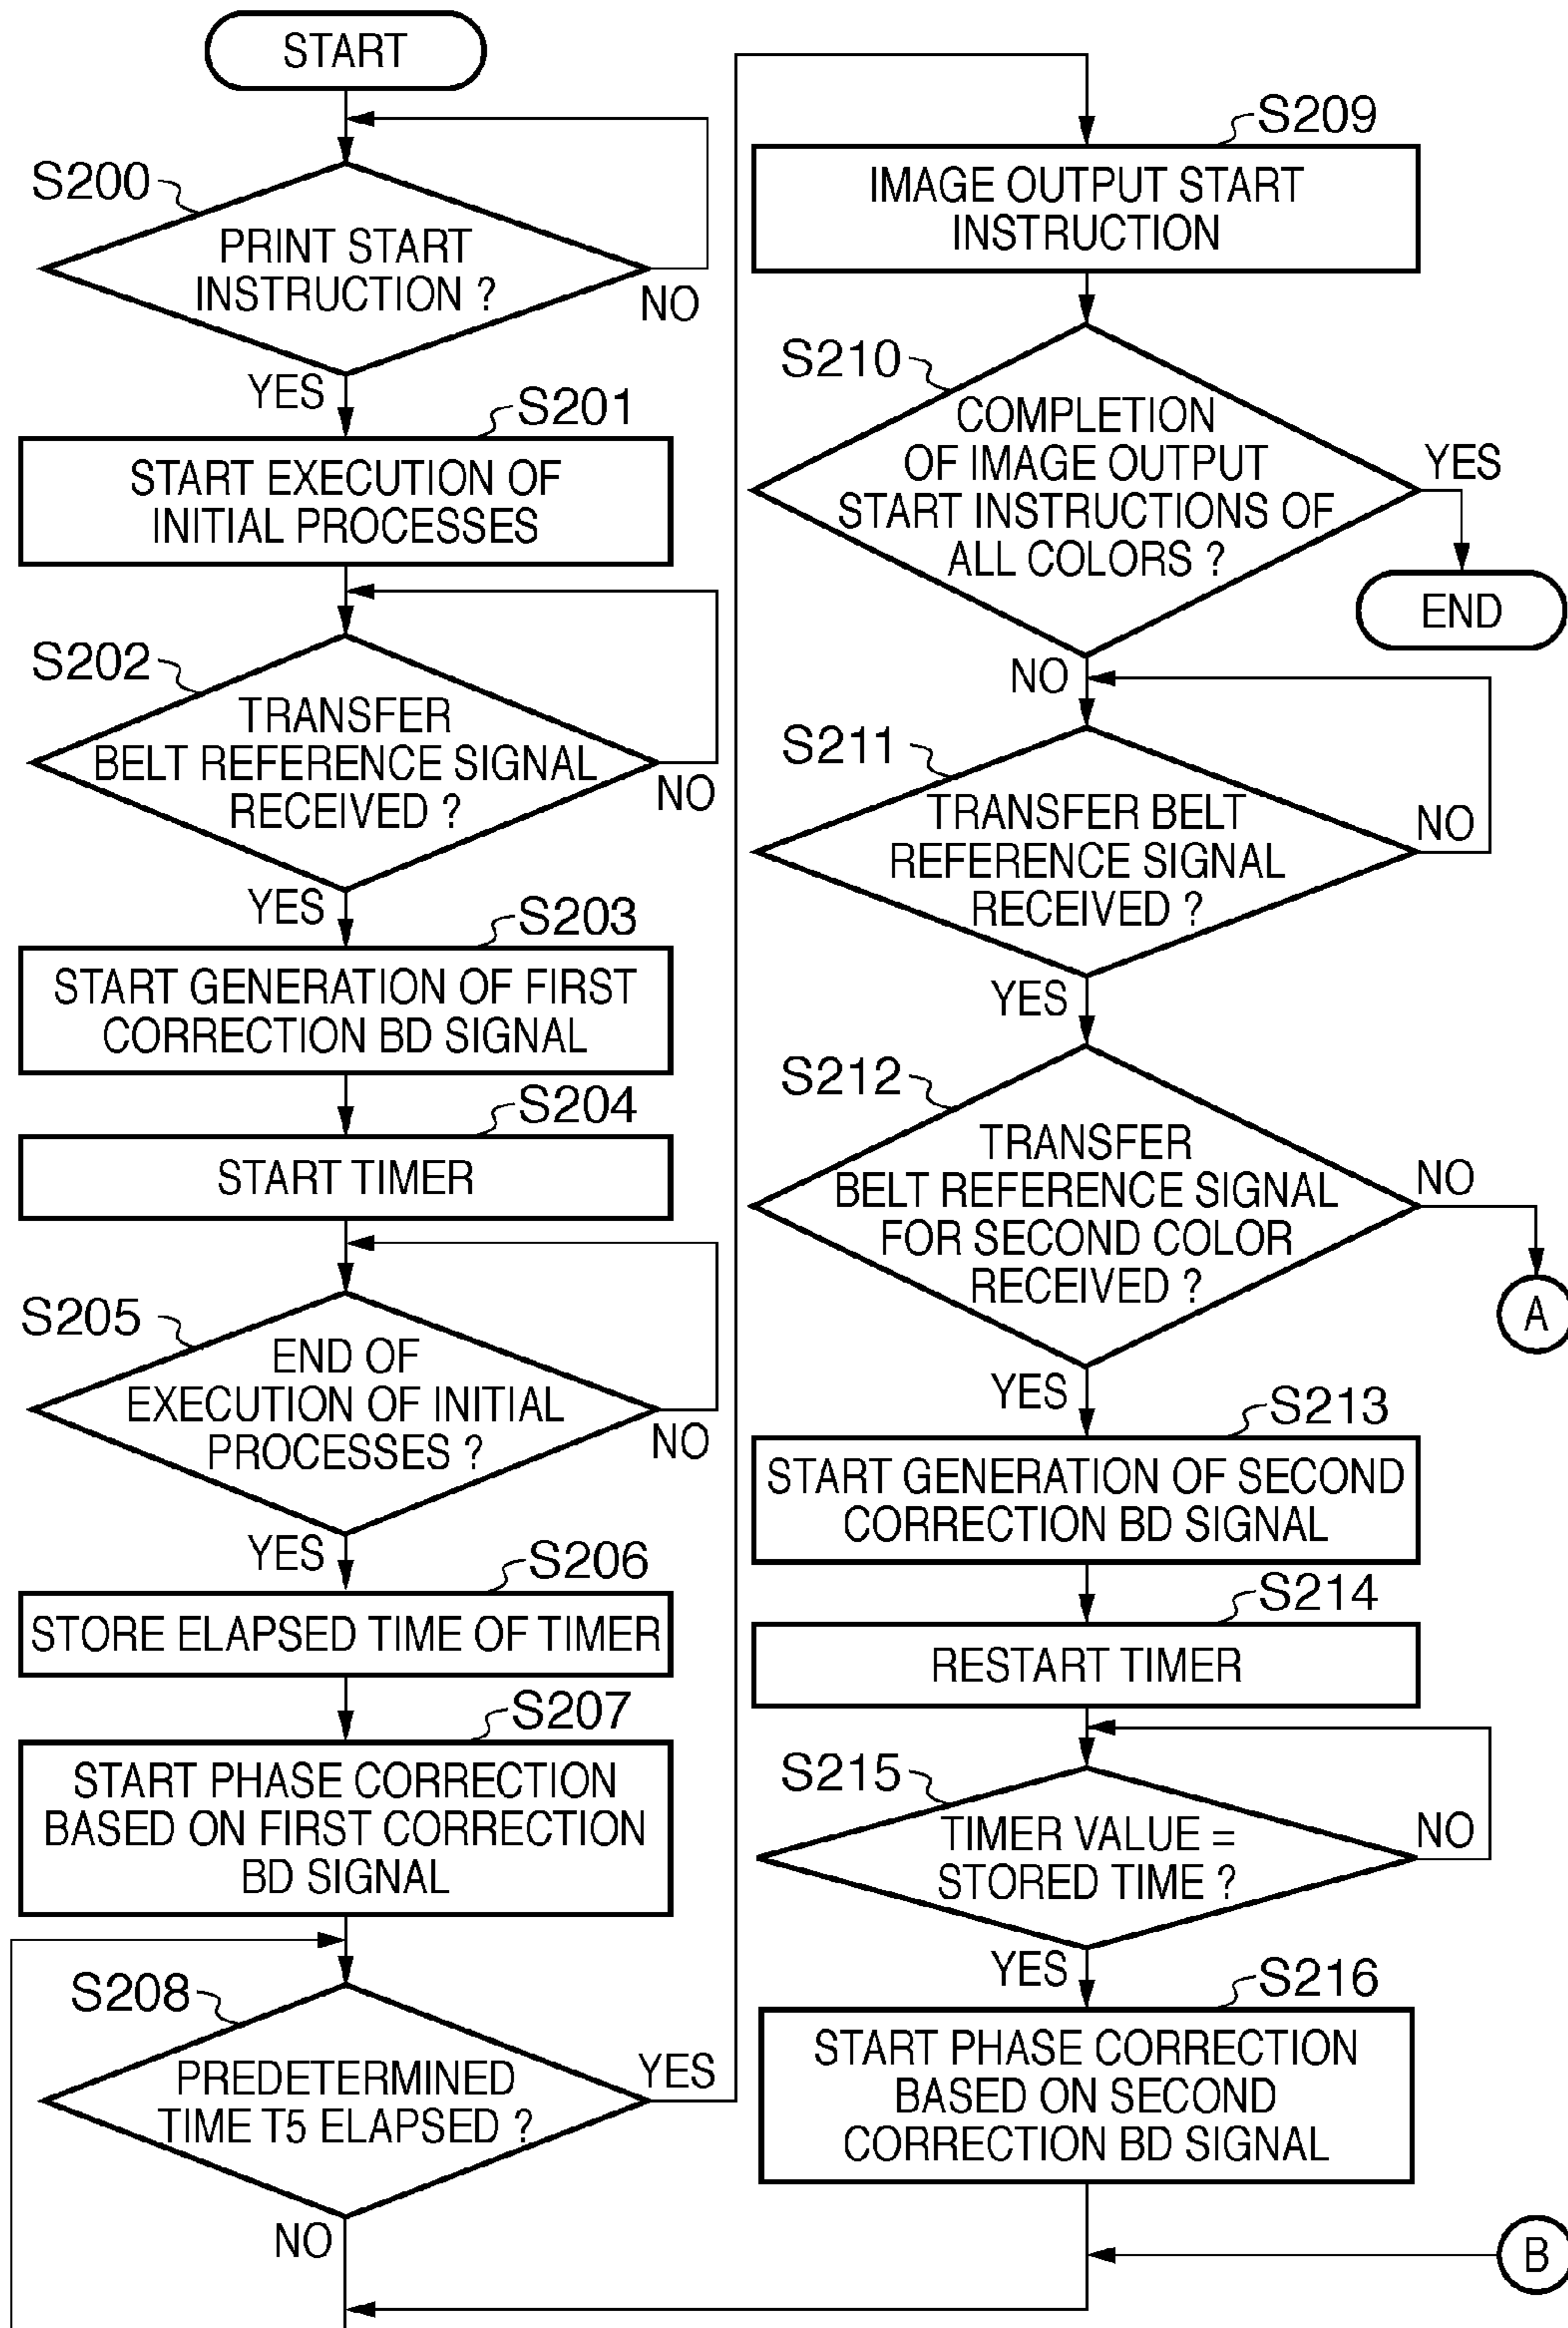 START
S200
PRINT START
INSTRUCTION ?
NO
YES
S201
START EXECUTION OF
INITIAL PROCESSES
S202
TRANSFER
BELT REFERENCE SIGNAL
RECEIVED ?
NO
YES
S203
START GENERATION OF FIRST
CORRECTION BD SIGNAL
S204
START TIMER
S205
END OF
EXECUTION OF INITIAL
PROCESSES ?
NO
YES
S206
STORE ELAPSED TIME OF TIMER
S207
START PHASE CORRECTION
BASED ON FIRST CORRECTION
BD SIGNAL
S208
PREDETERMINED
TIME T5 ELAPSED ?
YES
NO
S209
IMAGE OUTPUT START
INSTRUCTION
S210
COMPLETION
OF IMAGE OUTPUT
START INSTRUCTIONS OF
ALL COLORS ?
YES
END
NO
S211
TRANSFER BELT
REFERENCE SIGNAL
RECEIVED ?
NO
YES
S212
TRANSFER
BELT REFERENCE SIGNAL
FOR SECOND COLOR
RECEIVED ?
NO
A
YES
S213
START GENERATION OF SECOND
CORRECTION BD SIGNAL
S214
RESTART TIMER
S215
TIMER VALUE =
STORED TIME ?
NO
YES
S216
START PHASE CORRECTION
BASED ON SECOND
CORRECTION BD SIGNAL
B